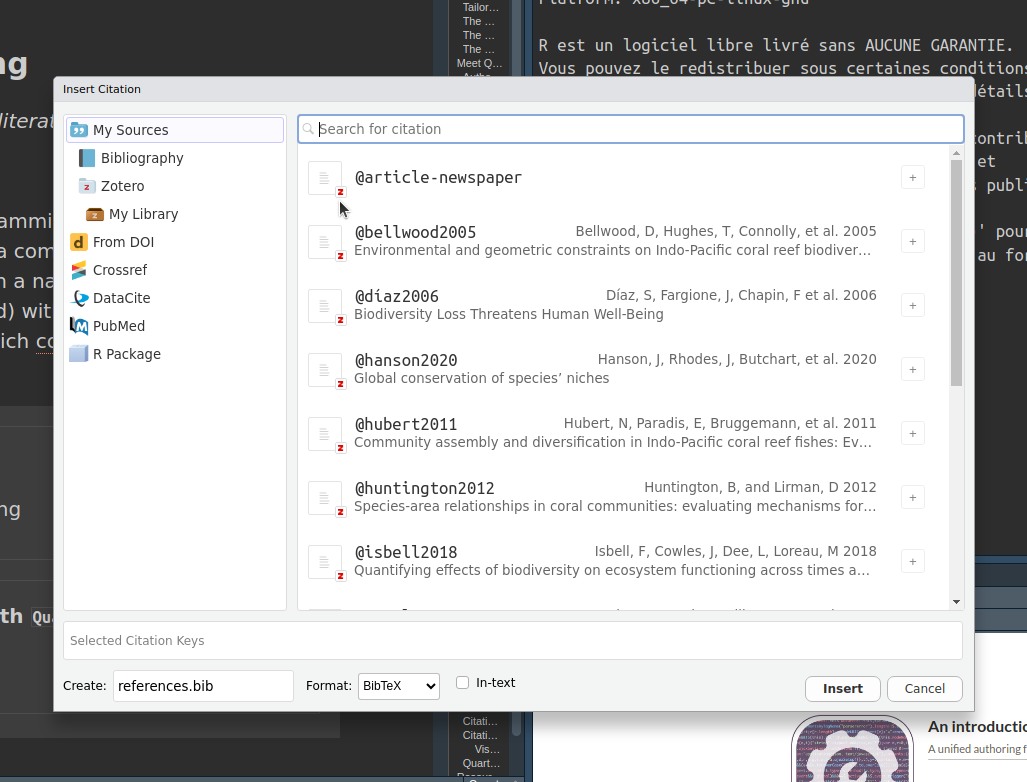 Tailor…
The …
The …
The …
Meet Q…
R est un logiciel libre livré sans AUCUNE GARANTIE.
Vous pouvez le redistribuer sous certaines conditions
détails
contrib
et
publi
' pour
au for
ng
literat
ammi
a com
n a na
d) wit
ich co
ng
th Qua
Insert Citation
My Sources
Bibliography
Zotero
My Library
From DOI
Crossref
DataCite
PubMed
R Package
Search for citation
@article-newspaper
@bellwood2005 Bellwood, D, Hughes, T, Connolly, et al. 2005
Environmental and geometric constraints on Indo-Pacific coral reef biodiver…
@díaz2006 Díaz, S, Fargione, J, Chapin, F et al. 2006
Biodiversity Loss Threatens Human Well-Being
@hanson2020 Hanson, J, Rhodes, J, Butchart, et al. 2020
Global conservation of species’ niches
@hubert2011 Hubert, N, Paradis, E, Bruggemann, et al. 2011
Community assembly and diversification in Indo-Pacific coral reef fishes: Ev…
@huntington2012 Huntington, B, and Lirman, D 2012
Species-area relationships in coral communities: evaluating mechanisms for…
@isbell2018 Isbell, F, Cowles, J, Dee, L, Loreau, M 2018
Quantifying effects of biodiversity on ecosystem functioning across times a…
Selected Citation Keys
Create: references.bib Format: BibTeX In-text
Insert Cancel
Citati…
Citati…
Vis…
Quart…
An introductio
A unified authoring f